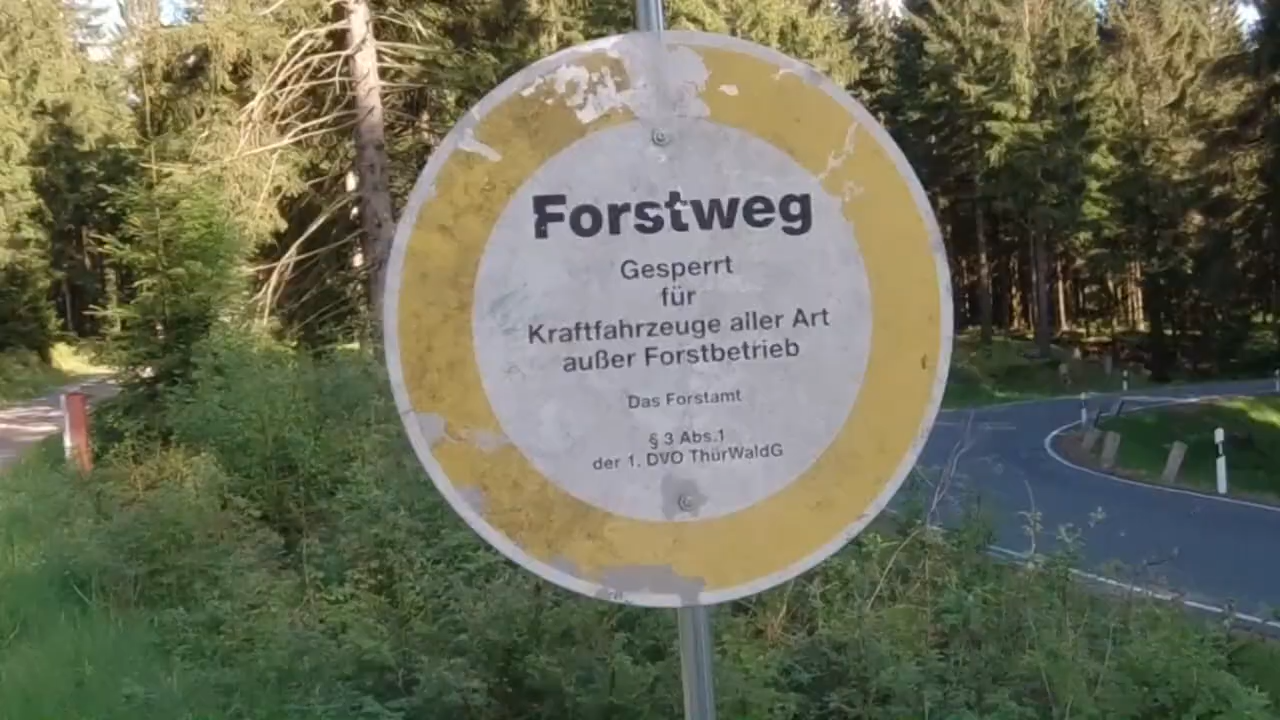 Forstweg
Gesperrt
für
Kraftfahrzeuge aller Art
außer Forstbetrieb
Das Forstamt
§ 3 Abs.1
der 1. DVO ThürWaldG